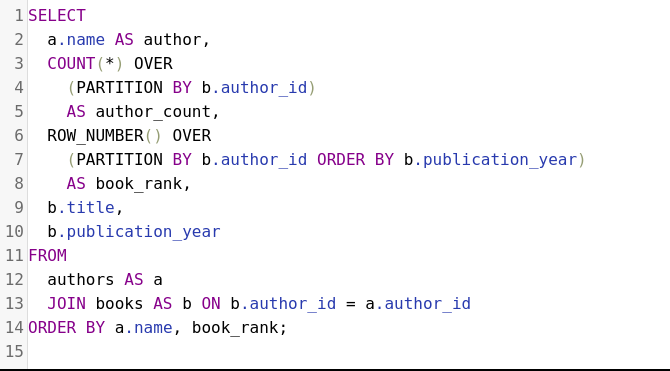 1 SELECT
2   a.name AS author,
3   COUNT(*) OVER
4     (PARTITION BY b.author_id)
5     AS author_count,
6   ROW_NUMBER() OVER
7     (PARTITION BY b.author_id ORDER BY b.publication_year)
8     AS book_rank,
9   b.title,
10   b.publication_year
11 FROM
12   authors AS a
13   JOIN books AS b ON b.author_id = a.author_id
14 ORDER BY a.name, book_rank;
15